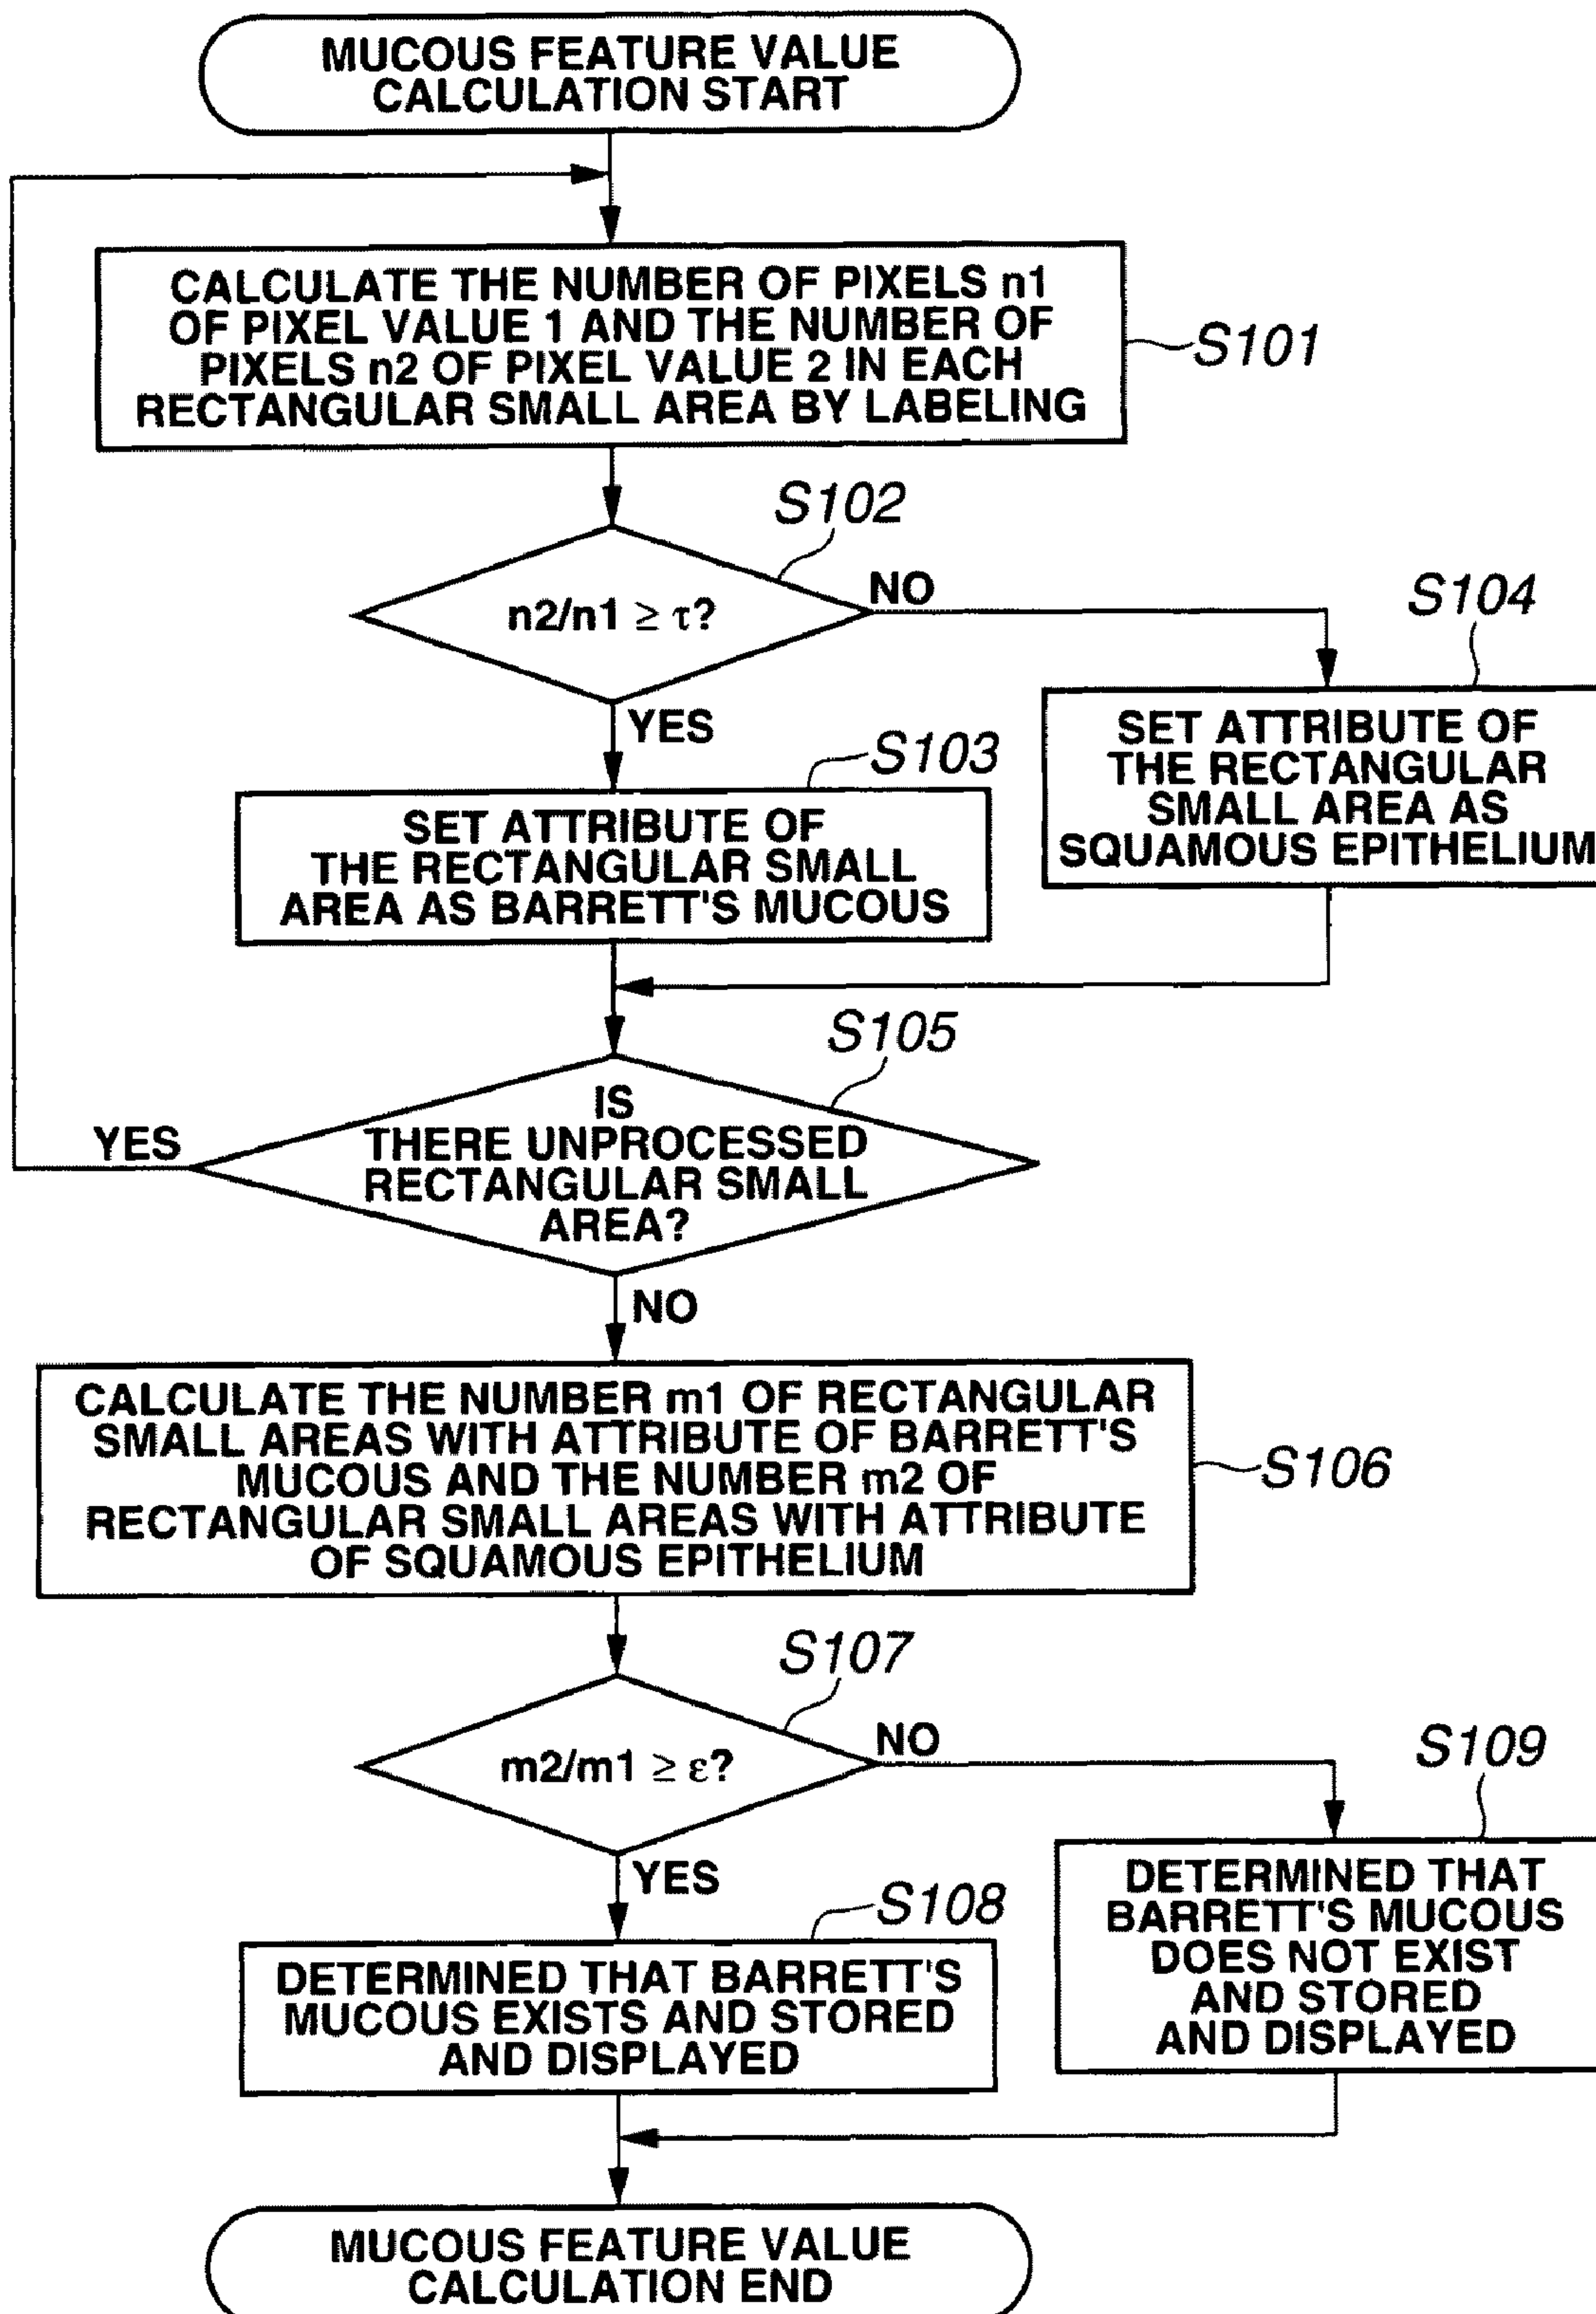 MUCOUS FEATURE VALUE
CALCULATION START
CALCULATE THE NUMBER OF PIXELS n1
OF PIXEL VALUE 1 AND THE NUMBER OF
PIXELS n2 OF PIXEL VALUE 2 IN EACH
RECTANGULAR SMALL AREA BY LABELING
S101
S102
n2/n1 ≥ τ?
NO
YES
S104
SET ATTRIBUTE OF
THE RECTANGULAR
SMALL AREA AS
SQUAMOUS EPITHELIUM
S103
SET ATTRIBUTE OF
THE RECTANGULAR SMALL
AREA AS BARRETT'S MUCOUS
S105
IS
THERE UNPROCESSED
RECTANGULAR SMALL
AREA?
YES
NO
CALCULATE THE NUMBER m1 OF RECTANGULAR
SMALL AREAS WITH ATTRIBUTE OF BARRETT'S
MUCOUS AND THE NUMBER m2 OF
RECTANGULAR SMALL AREAS WITH ATTRIBUTE
OF SQUAMOUS EPITHELIUM
S106
S107
m2/m1 ≥ ε?
NO
YES
S109
DETERMINED THAT
BARRETT'S MUCOUS
DOES NOT EXIST
AND STORED
AND DISPLAYED
S108
DETERMINED THAT BARRETT'S
MUCOUS EXISTS AND STORED
AND DISPLAYED
MUCOUS FEATURE VALUE
CALCULATION END